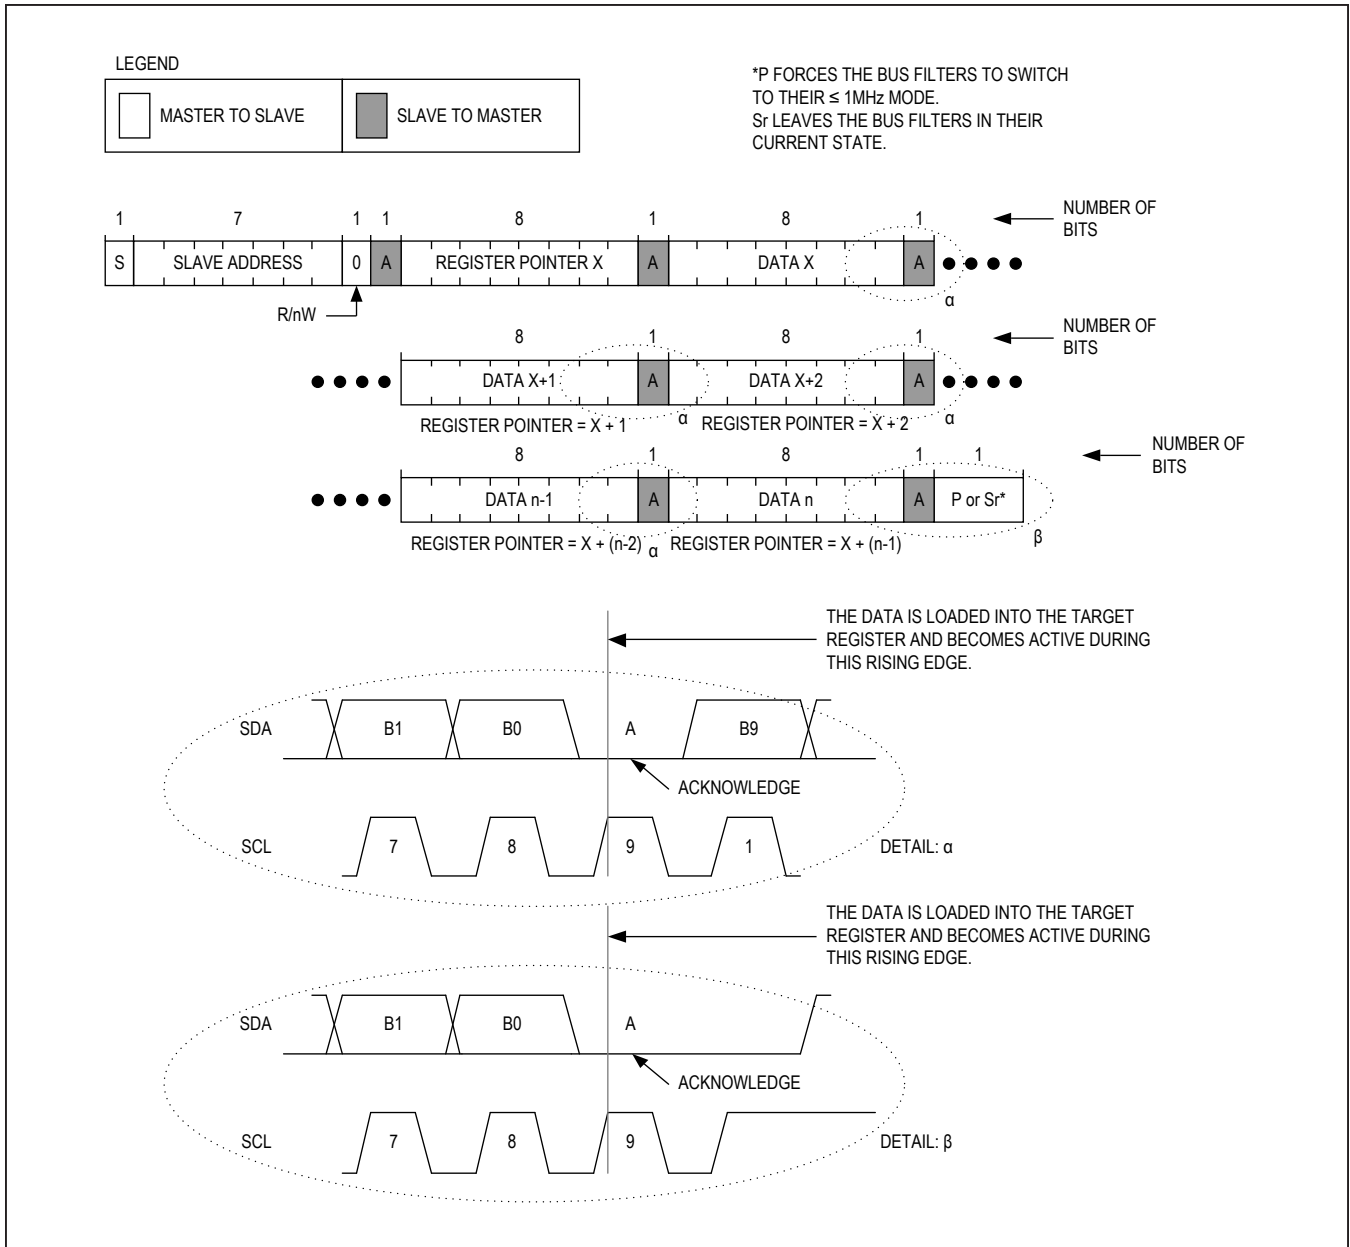 LEGEND
MASTER TO SLAVE
SLAVE TO MASTER
*P FORCES THE BUS FILTERS TO SWITCH
TO THEIR ≤ 1MHz MODE.
Sr LEAVES THE BUS FILTERS IN THEIR
CURRENT STATE.
1 7 1 1 8 1 8 1 NUMBER OF
BITS
S SLAVE ADDRESS 0 A REGISTER POINTER X A DATA X A
α
R/nW
8 1 8 1 NUMBER OF
BITS
DATA X+1 A DATA X+2 A
REGISTER POINTER = X + 1 α REGISTER POINTER = X + 2 α
8 1 8 1 1 NUMBER OF
BITS
DATA n-1 A DATA n A P or Sr*
REGISTER POINTER = X + (n-2) α REGISTER POINTER = X + (n-1) β
THE DATA IS LOADED INTO THE TARGET
REGISTER AND BECOMES ACTIVE DURING
THIS RISING EDGE.
SDA B1 B0 A B9
ACKNOWLEDGE
SCL 7 8 9 1 DETAIL: α
THE DATA IS LOADED INTO THE TARGET
REGISTER AND BECOMES ACTIVE DURING
THIS RISING EDGE.
SDA B1 B0 A
ACKNOWLEDGE
SCL 7 8 9 DETAIL: β